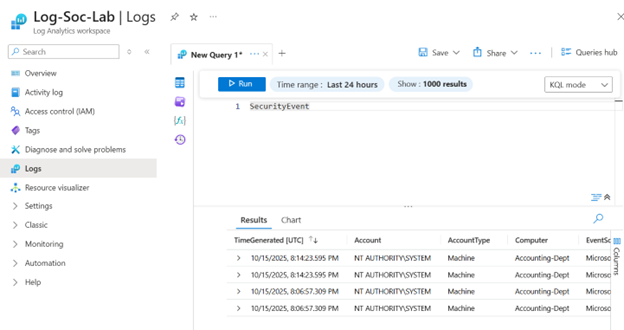 Log-Soc-Lab | Logs
Log Analytics workspace
Search
Overview
Activity log
Access control (IAM)
Tags
Diagnose and solve problems
Logs
Resource visualizer
Settings
Classic
Monitoring
Automation
Help
New Query 1*
Save
Share
Queries hub
Run
Time range : Last 24 hours
Show : 1000 results
KQL mode
1 SecurityEvent
Results Chart
TimeGenerated [UTC] Account AccountType Computer EventSo
10/15/2025, 8:14:23.595 PM NT AUTHORITY\SYSTEM Machine Accounting-Dept Microso
10/15/2025, 8:14:23.595 PM NT AUTHORITY\SYSTEM Machine Accounting-Dept Microso
10/15/2025, 8:06:57.309 PM NT AUTHORITY\SYSTEM Machine Accounting-Dept Microso
10/15/2025, 8:06:57.309 PM NT AUTHORITY\SYSTEM Machine Accounting-Dept Microso
Columns